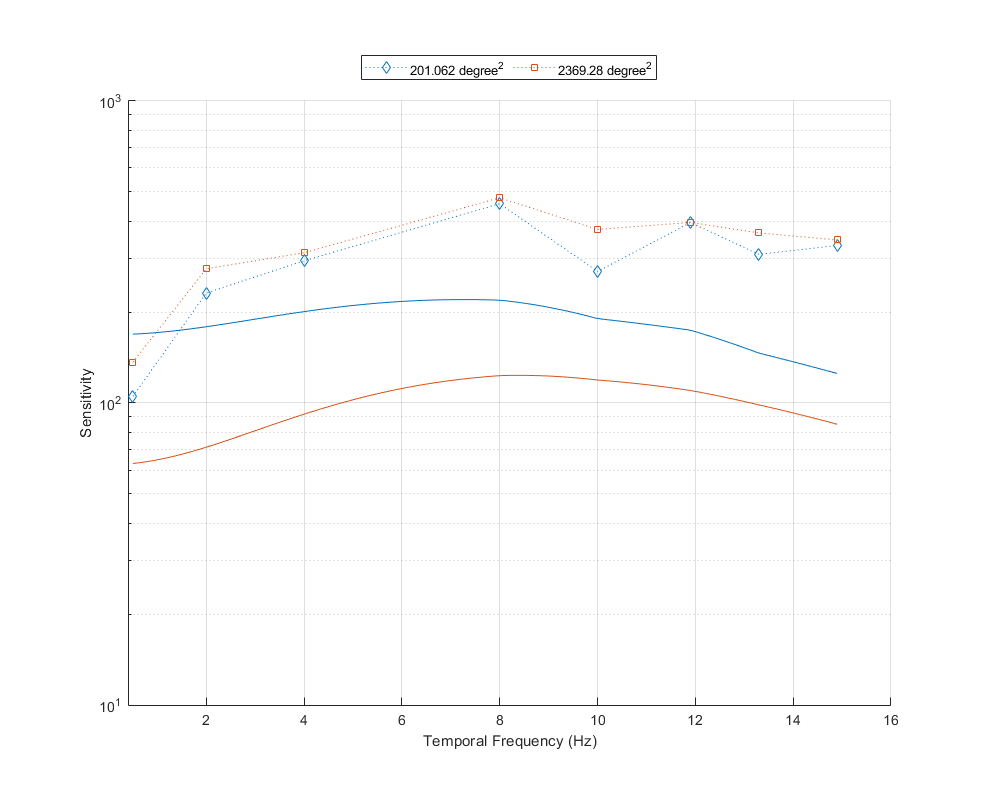 201.062 degree² 2369.28 degree²
10³
10²
10¹
Sensitivity
2 4 6 8 10 12 14 16
Temporal Frequency (Hz)